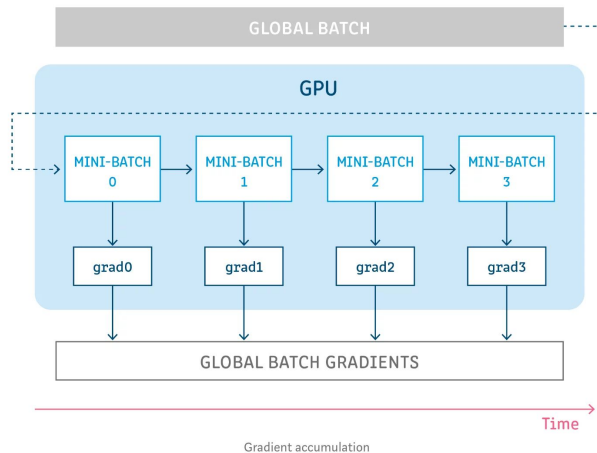 GLOBAL BATCH
GPU
MINI-BATCH
0
MINI-BATCH
1
MINI-BATCH
2
MINI-BATCH
3
grad0
grad1
grad2
grad3
GLOBAL BATCH GRADIENTS
Time
Gradient accumulation